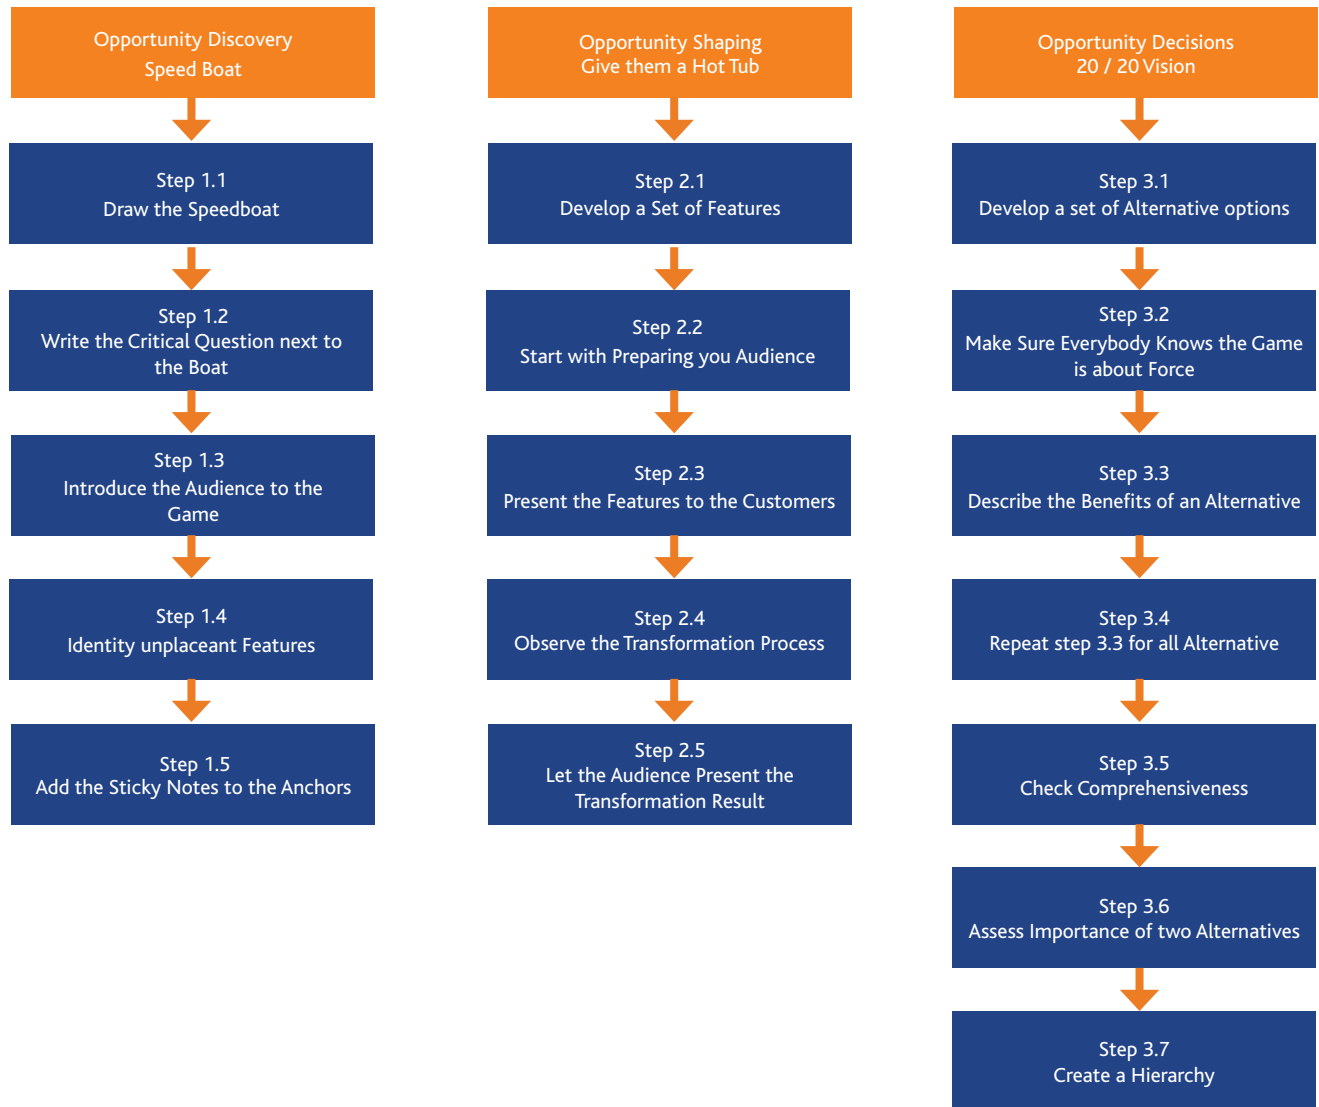 Opportunity Discovery
Speed Boat
Step 1.1
Draw the Speedboat
Step 1.2
Write the Critical Question next to
the Boat
Step 1.3
Introduce the Audience to the
Game
Step 1.4
Identity unplaceant Features
Step 1.5
Add the Sticky Notes to the Anchors
Opportunity Shaping
Give them a Hot Tub
Step 2.1
Develop a Set of Features
Step 2.2
Start with Preparing you Audience
Step 2.3
Present the Features to the Customers
Step 2.4
Observe the Transformation Process
Step 2.5
Let the Audience Present the
Transformation Result
Opportunity Decisions
20 / 20 Vision
Step 3.1
Develop a set of Alternative options
Step 3.2
Make Sure Everybody Knows the Game
is about Force
Step 3.3
Describe the Benefits of an Alternative
Step 3.4
Repeat step 3.3 for all Alternative
Step 3.5
Check Comprehensiveness
Step 3.6
Assess Importance of two Alternatives
Step 3.7
Create a Hierarchy